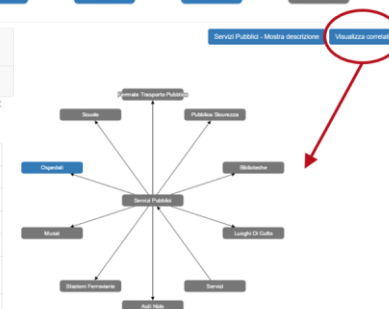 Servizi Pubblici - Mostra descrizione
Visualizza correlat
Fermate Trasporto Pubblico
Scuole
Pubblica Sicurezza
Ospedali
Biblioteche
Servizi Pubblici
Musei
Luoghi Di Culto
Stazioni Ferroviarie
Servizi
Asili Nido